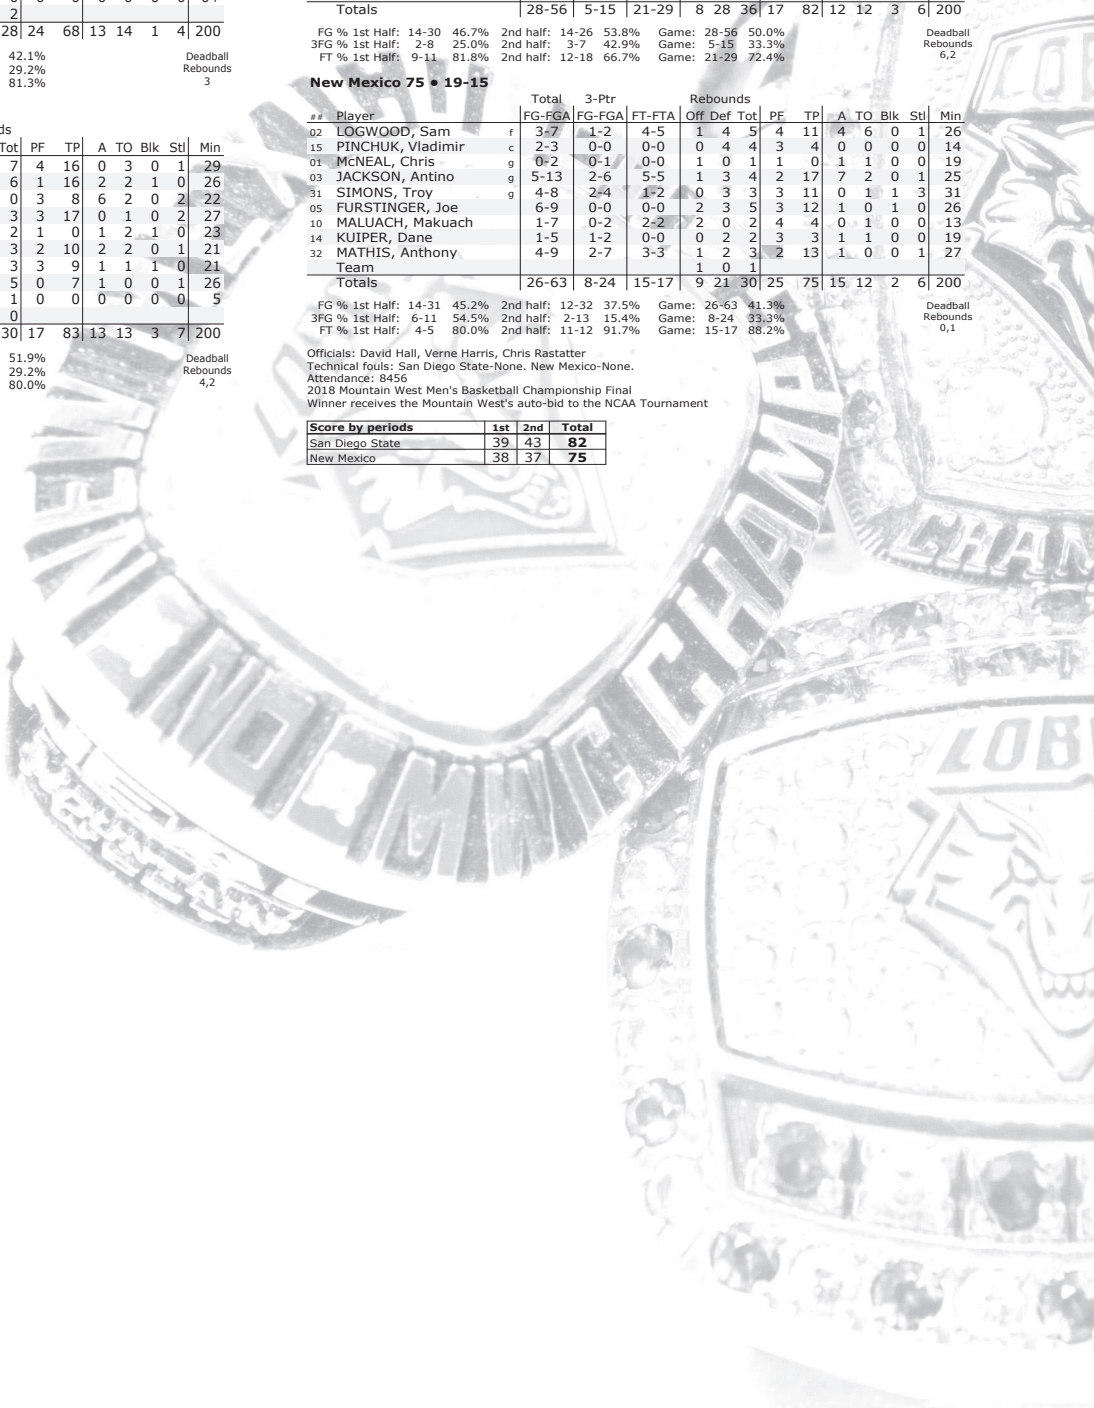 2
28 24 68 13 14 1 4 200
42.1% Deadball
29.2% Rebounds
81.3% 3
ds
Tot PF TP A TO Blk Stl Min
7 4 16 0 3 0 1 29
6 1 16 2 2 1 0 26
0 3 8 6 2 0 2 22
3 3 17 0 1 0 2 27
2 1 0 1 2 1 0 23
3 2 10 2 2 0 1 21
3 3 9 1 1 1 0 21
5 0 7 1 0 0 1 26
1 0 0 0 0 0 0 5
0
30 17 83 13 13 3 7 200
51.9% Deadball
29.2% Rebounds
80.0% 4,2
Totals 28-56 5-15 21-29 8 28 36 17 82 12 12 3 6 200
FG % 1st Half: 14-30 46.7% 2nd half: 14-26 53.8% Game: 28-56 50.0% Deadball
3FG % 1st Half: 2-8 25.0% 2nd half: 3-7 42.9% Game: 5-15 33.3% Rebounds
FT % 1st Half: 9-11 81.8% 2nd half: 12-18 66.7% Game: 21-29 72.4% 6,2
New Mexico 75 • 19-15
Total 3-Ptr Rebounds
## Player FG-FGA FG-FGA FT-FTA Off Def Tot PF TP A TO Blk Stl Min
02 LOGWOOD, Sam f 3-7 1-2 4-5 1 4 5 4 11 4 6 0 1 26
15 PINCHUK, Vladimir c 2-3 0-0 0-0 0 4 4 3 4 0 0 0 0 14
01 McNEAL, Chris g 0-2 0-1 0-0 1 0 1 1 0 1 1 0 0 19
03 JACKSON, Antino g 5-13 2-6 5-5 1 3 4 2 17 7 2 0 1 25
31 SIMONS, Troy g 4-8 2-4 1-2 0 3 3 3 11 0 1 1 3 31
05 FURSTINGER, Joe 6-9 0-0 0-0 2 3 5 3 12 1 0 1 0 26
10 MALUACH, Makuach 1-7 0-2 2-2 2 0 2 4 4 0 1 0 0 13
14 KUIPER, Dane 1-5 1-2 0-0 0 2 2 3 3 1 1 0 0 19
32 MATHIS, Anthony 4-9 2-7 3-3 1 2 3 2 13 1 0 0 1 27
Team 1 0 1
Totals 26-63 8-24 15-17 9 21 30 25 75 15 12 2 6 200
FG % 1st Half: 14-31 45.2% 2nd half: 12-32 37.5% Game: 26-63 41.3% Deadball
3FG % 1st Half: 6-11 54.5% 2nd half: 2-13 15.4% Game: 8-24 33.3% Rebounds
FT % 1st Half: 4-5 80.0% 2nd half: 11-12 91.7% Game: 15-17 88.2% 0,1
Officials: David Hall, Verne Harris, Chris Rastatter
Technical fouls: San Diego State-None. New Mexico-None.
Attendance: 8456
2018 Mountain West Men's Basketball Championship Final
Winner receives the Mountain West's auto-bid to the NCAA Tournament
Score by periods 1st 2nd Total
San Diego State 39 43 82
New Mexico 38 37 75
CHAN
MWC CHAMP
LOB